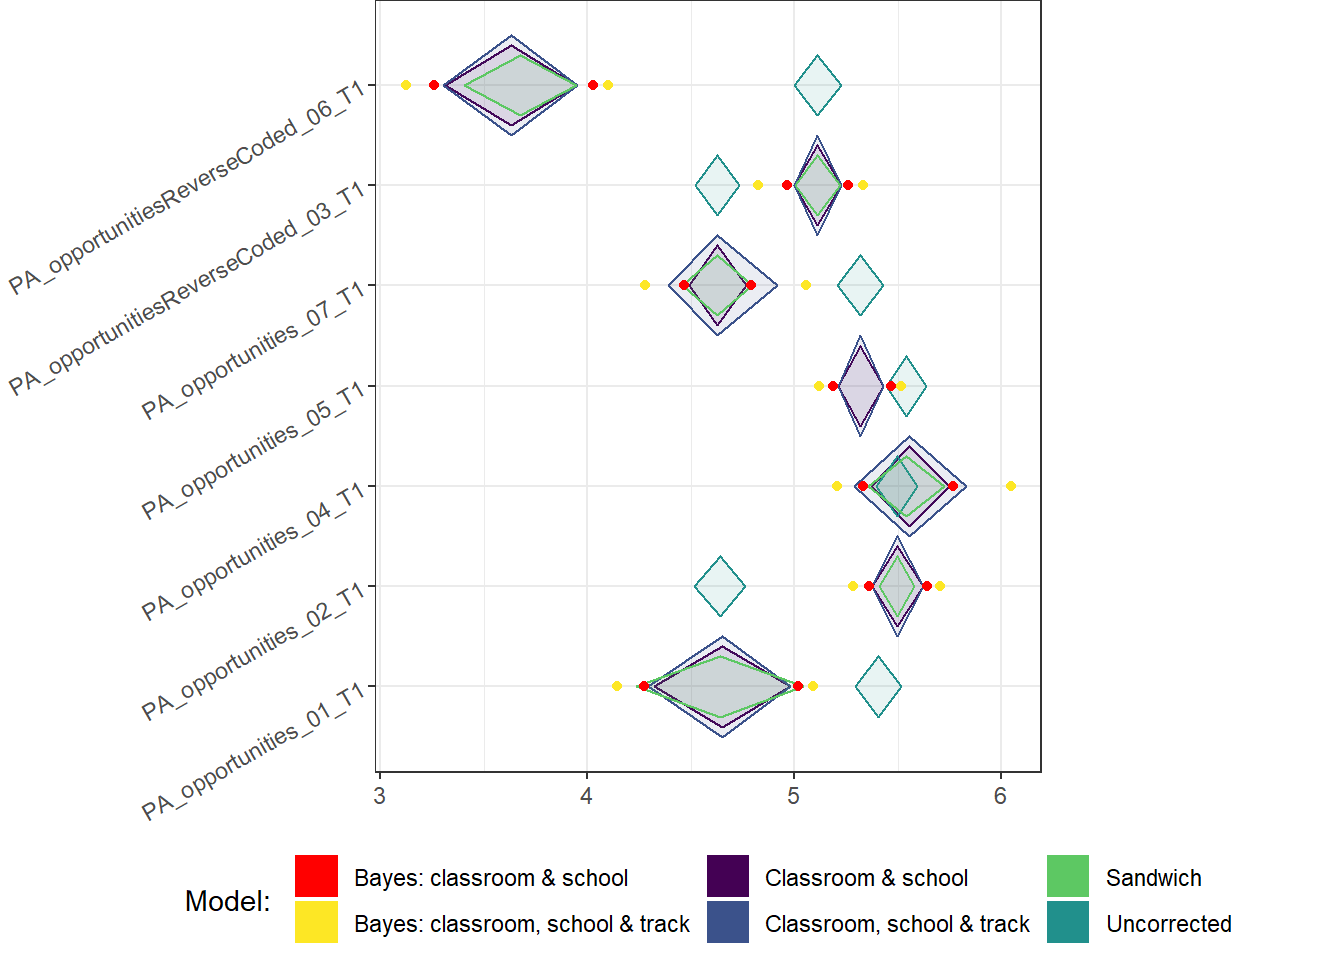 PA_opportunitiesReverseCoded_06_T1
PA_opportunitiesReverseCoded_03_T1
PA_opportunities_07_T1
PA_opportunities_05_T1
PA_opportunities_04_T1
PA_opportunities_02_T1
PA_opportunities_01_T1
3 4 5 6
Model:
Bayes: classroom & school
Classroom & school
Sandwich
Bayes: classroom, school & track
Classroom, school & track
Uncorrected